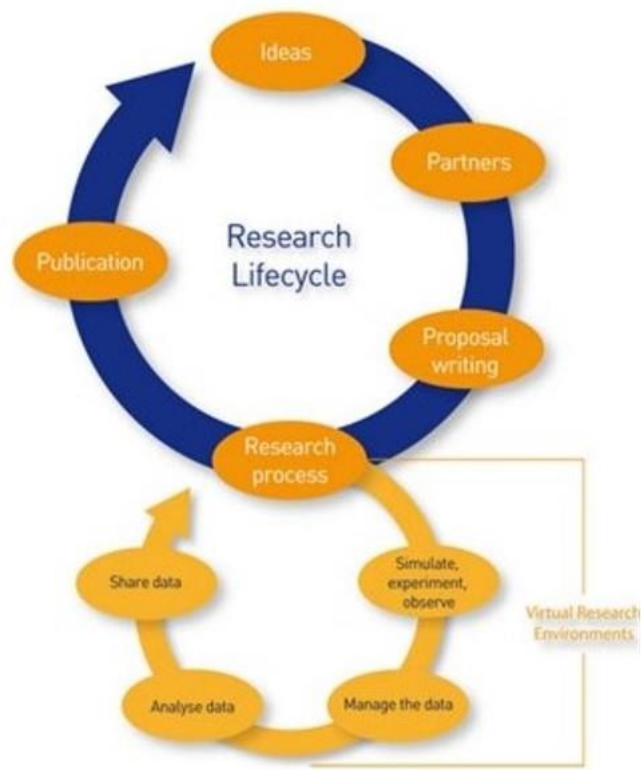 Ideas
Partners
Research
Lifecycle
Publication
Proposal
writing
Research
process
Simulate,
experiment,
observe
Share data
Virtual Research
Environments
Analyse data
Manage the data